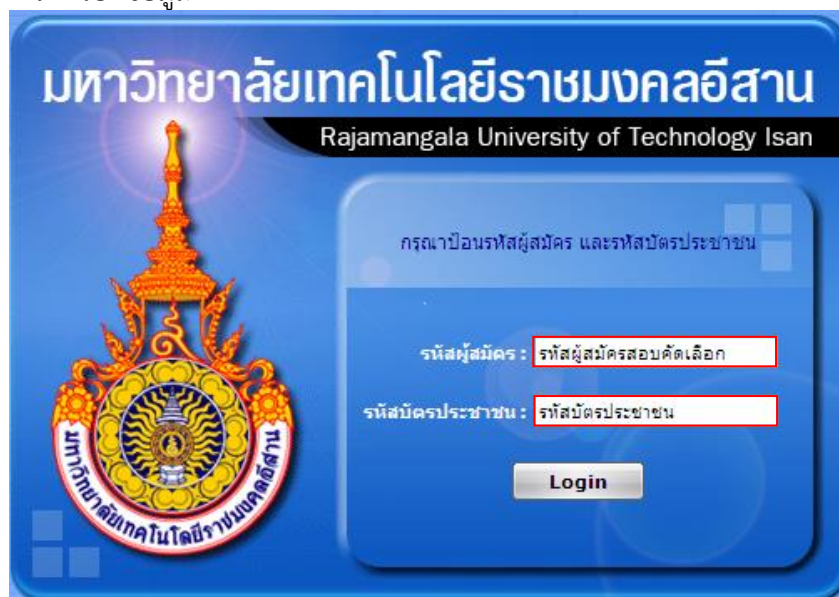 มหาวิทยาลัยเทคโนโลยีราชมงคลอีสาน
Rajamangala University of Technology Isan
กรุณาป้อนรหัสผู้สมัคร และรหัสบัตรประชาชน
รหัสผู้สมัคร : รหัสผู้สมัครสอบคัดเลือก
รหัสบัตรประชาชน : รหัสบัตรประชาชน
Login
มหาวิทยาลัยเทคโนโลยีราชมงคลอีสาน